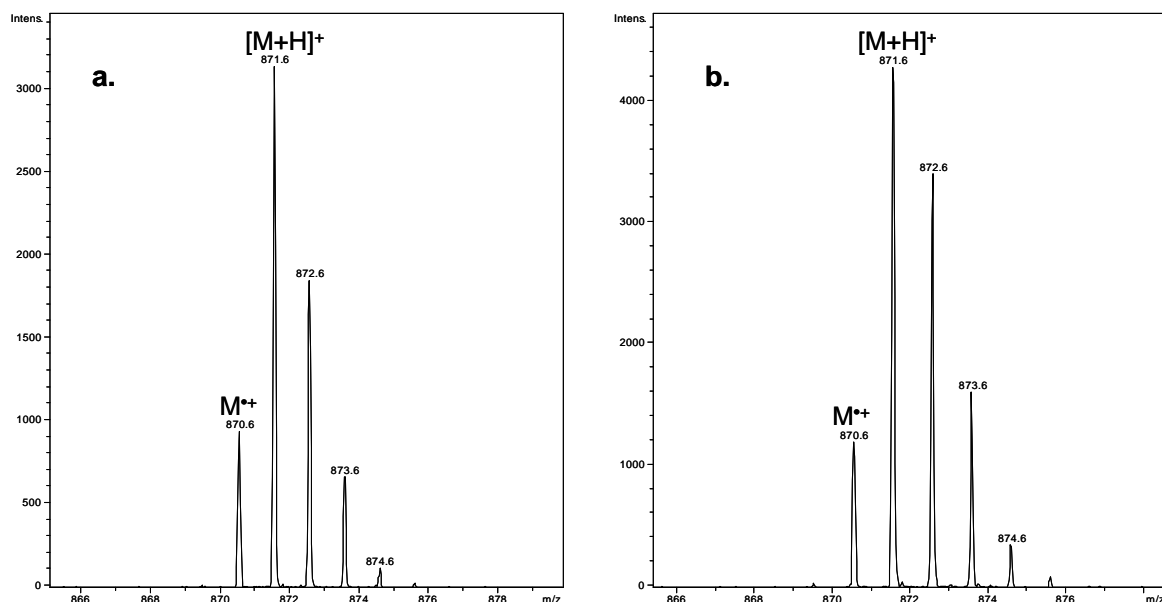 Intens.
[M+H]⁺
871.6
a.
3000
2500
872.6
2000
1500
M•⁺
870.6
1000
873.6
500
874.6
0
866 868 870 872 874 876 878 m/z
Intens.
[M+H]⁺
871.6
b.
4000
872.6
3000
2000
873.6
M•⁺
870.6
1000
874.6
0
866 870 872 874 876 m/z